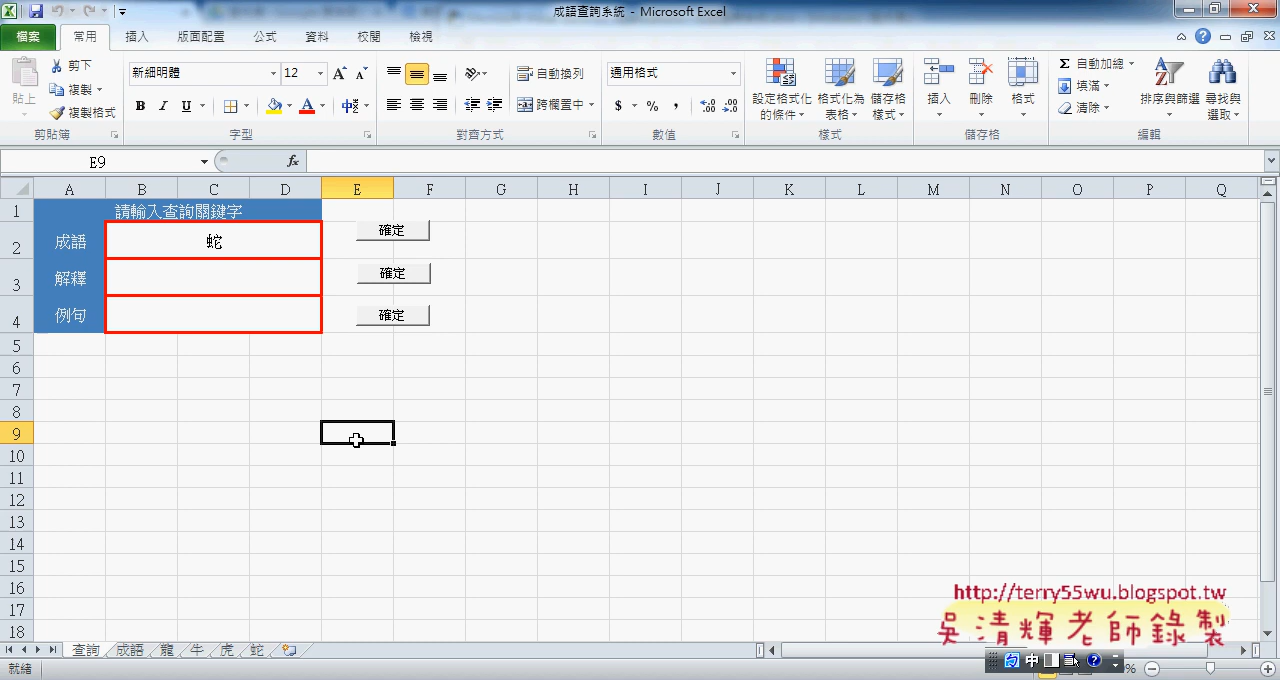 成語查詢系統 - Microsoft Excel
檔案 常用 插入 版面配置 公式 資料 校閱 檢視
貼上 剪下 複製 複製格式 剪貼簿
新細明體 12 B I U A A A 中 字型
自動換列 跨欄置中 對齊方式
通用格式 $ % , .00 .00 數值
設定格式化的條件 格式化為表格 儲存格樣式 樣式
插入 刪除 格式 儲存格
Σ 自動加總 填滿 清除 排序與篩選 尋找與選取 編輯
E9 fx
A B C D E F G H I J K L M N O P Q
1 請輸入查詢關鍵字
2 成語 蛇 確定
3 解釋 確定
4 例句 確定
5
6
7
8
9
10
11
12
13
14
15
16
17
18
http://terry55wu.blogspot.tw
吳清輝老師錄製
查詢 成語 龍 牛 虎 蛇
就緒 中 %